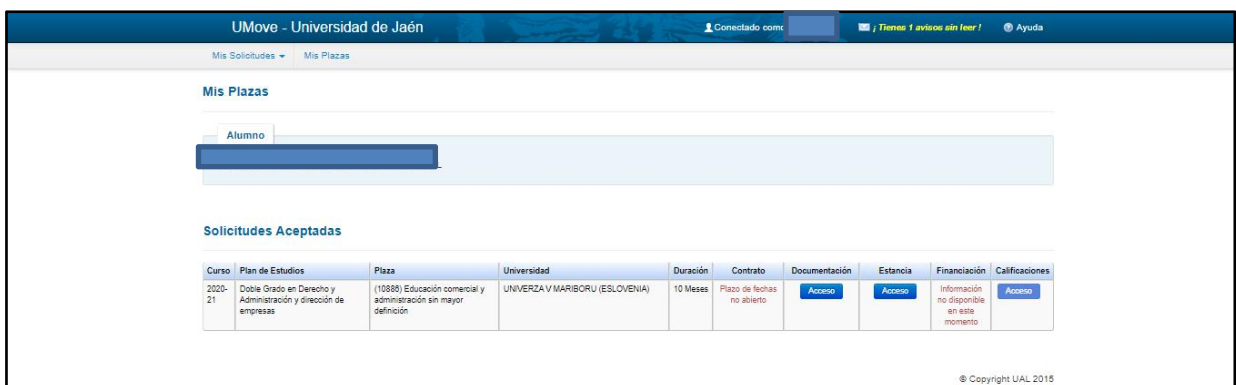 UMove - Universidad de Jaén
Conectado como
¡ Tienes 1 avisos sin leer !
Ayuda
Mis Solicitudes
Mis Plazas
Mis Plazas
Alumno
Solicitudes Aceptadas
Curso Plan de Estudios Plaza Universidad Duración Contrato Documentación Estancia Financiación Calificaciones
2020-21
Doble Grado en Derecho y
Administración y dirección de
empresas
(10888) Educación comercial y
administración sin mayor
definición
UNIVERZA V MARIBORU (ESLOVENIA)
10 Meses
Plazo de fechas
no abierto
Acceso
Acceso
Información
no disponible
en este
momento
Acceso
© Copyright UAL 2015